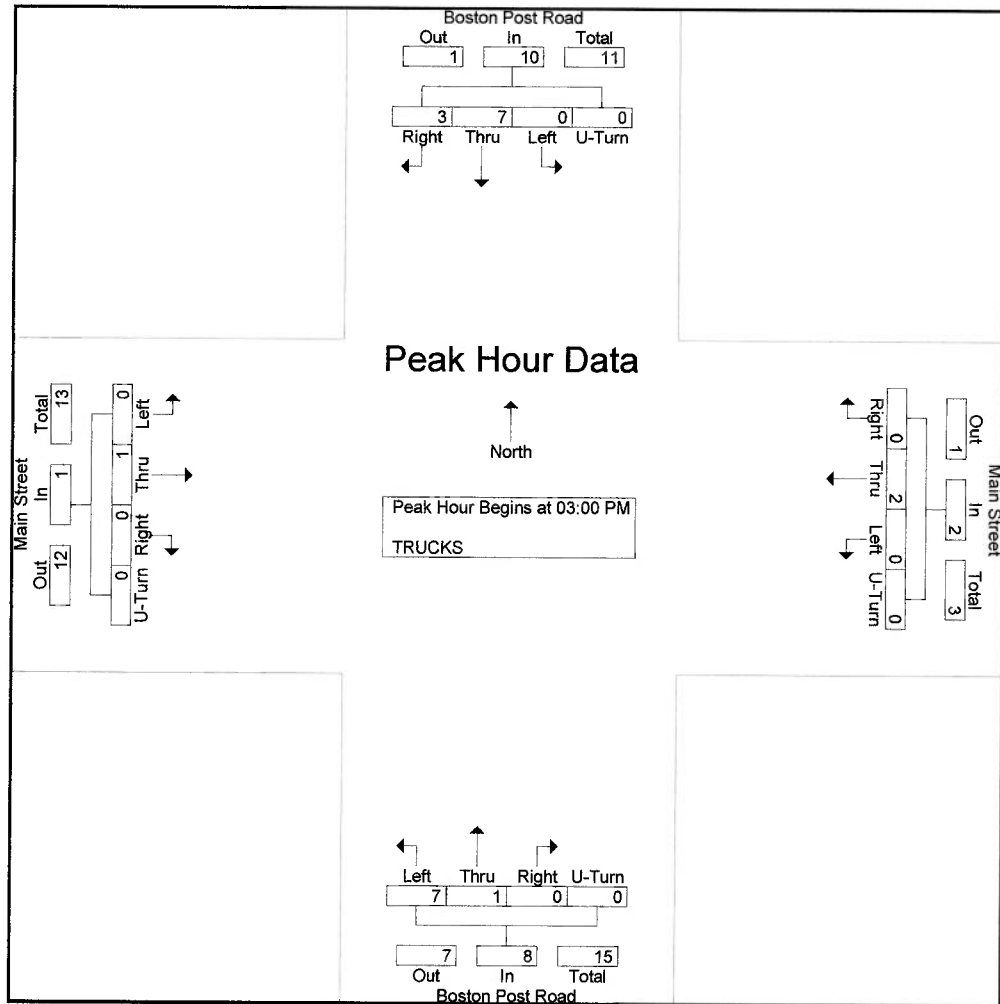 Boston Post Road
Out In Total
1 10 11
3 7 0 0
Right Thru Left U-Turn
Peak Hour Data
North
Peak Hour Begins at 03:00 PM
TRUCKS
Main Street
Total In Out
13 1 12
0 1 0 0
Left Thru Right U-Turn
Main Street
Out In Total
1 2 3
0 2 0 0
Right Thru Left U-Turn
Left Thru Right U-Turn
7 1 0 0
7 8 15
Out In Total
Boston Post Road